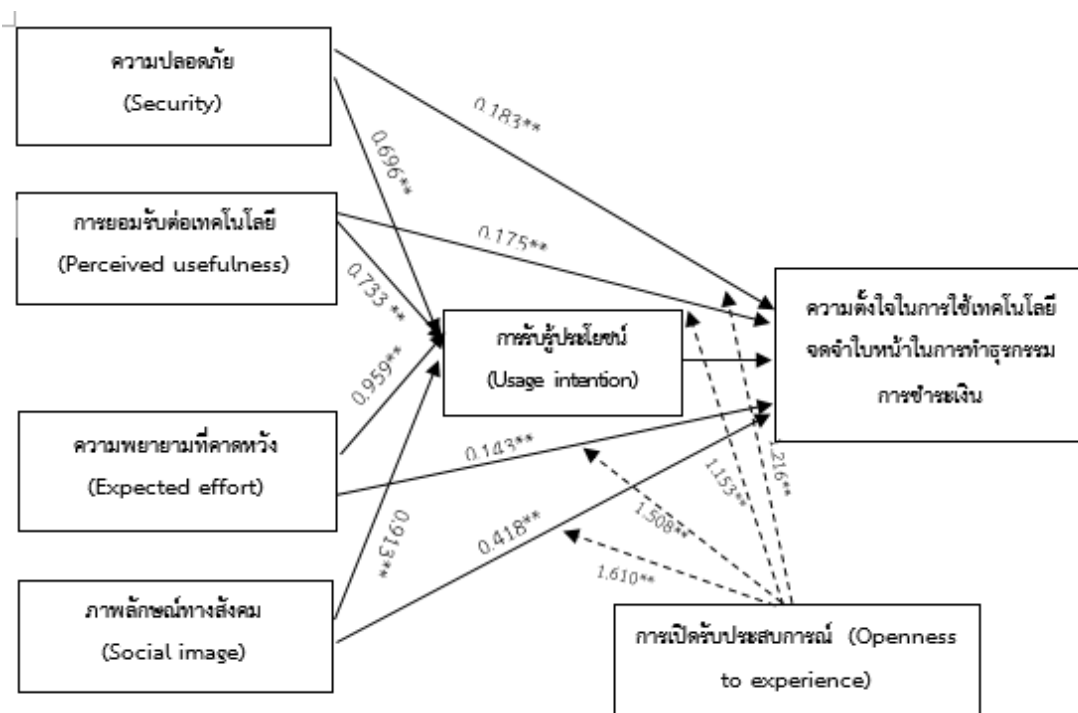 ความปลอดภัย
(Security)
0.183**
0.696**
การยอมรับต่อเทคโนโลยี
(Perceived usefulness)
0.175**
0.733 **
ความตั้งใจในการใช้เทคโนโลยี
จดจำใบหน้าในการทำธุรกรรม
การชำระเงิน
การรับรู้ประโยชน์
(Usage intention)
0.959**
ความพยายามที่คาดหวัง
(Expected effort)
0.143**
1.153**
.216**
1.508**
0.913**
0.418**
1.610**
ภาพลักษณ์ทางสังคม
(Social image)
การเปิดรับประสบการณ์ (Openness
to experience)